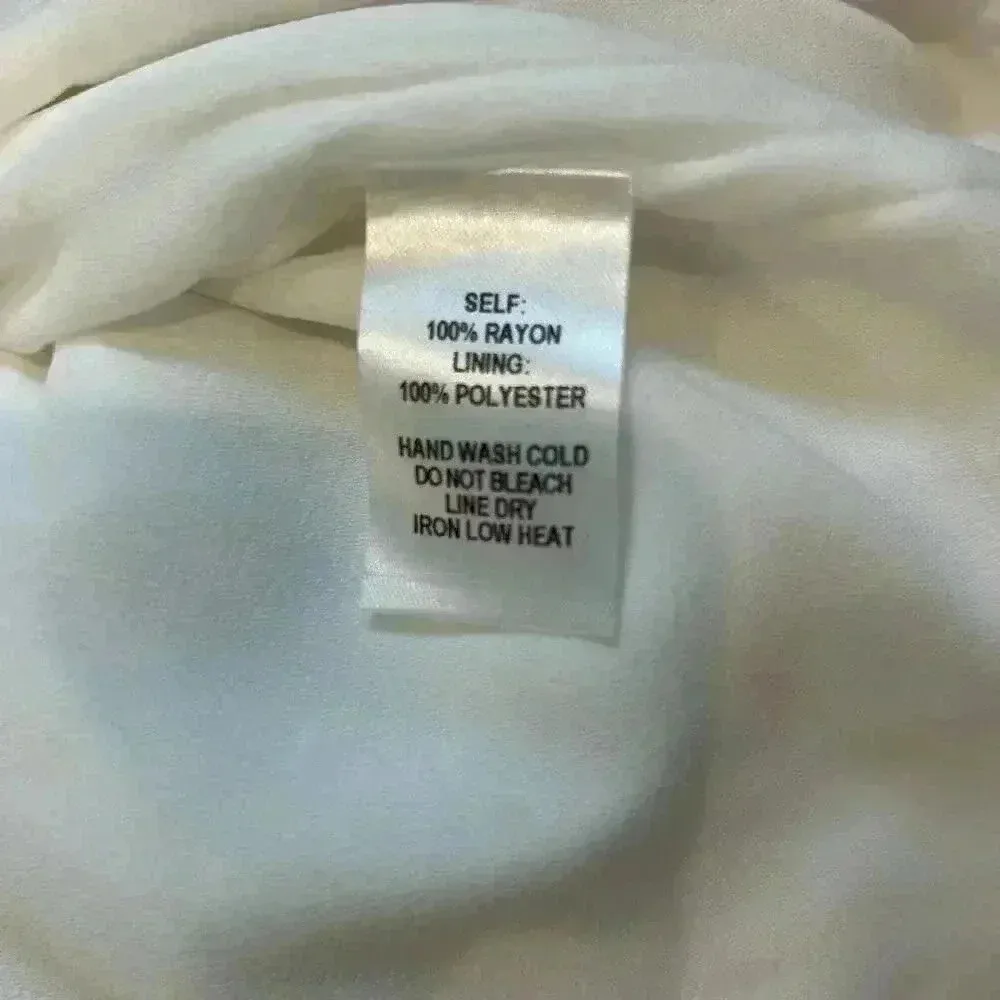 SELF:
100% RAYON
LINING:
100% POLYESTER
HAND WASH COLD
DO NOT BLEACH
LINE DRY
IRON LOW HEAT